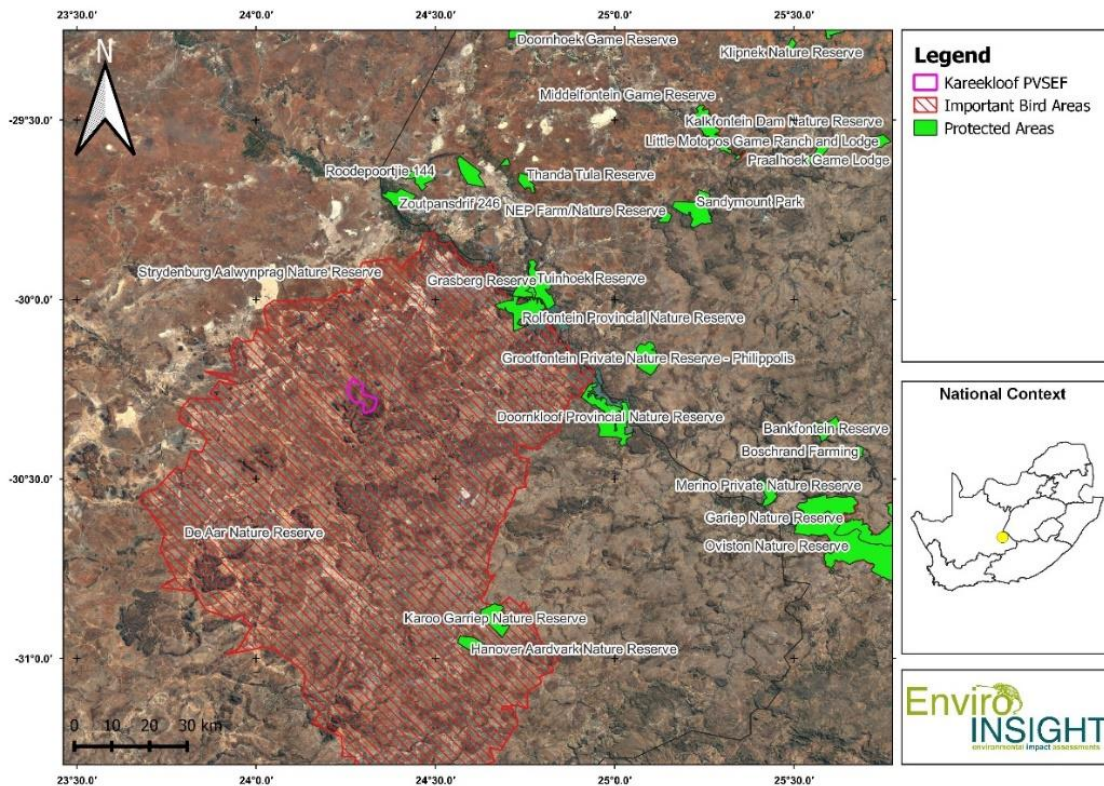 23°30.0'
24°0.0'
24°30.0'
25°0.0'
25°30.0'
N
Doornhoek Game Reserve
Klipnek Nature Reserve
Middelfontein Game Reserve
-29°30.0'
Kalkfontein Dam Nature Reserve
Little Motopos Game Ranch and Lodge
Praalhoek Game Lodge
Roodepoortjie 144
Thanda Tula Reserve
Zoutpansdrif 246
NEP Farm/Nature Reserve
Sandymount Park
Strydenburg Aalwynprag Nature Reserve
Grasberg Reserve
Tuinhoek Reserve
-30°0.0'
Rolfontein Provincial Nature Reserve
Grootfontein Private Nature Reserve - Philippolis
Doornkloof Provincial Nature Reserve
Bankfontein Reserve
Boschrand Farming
-30°30.0'
Merino Private Nature Reserve
Gariep Nature Reserve
De Aar Nature Reserve
Oviston Nature Reserve
Karoo Garriep Nature Reserve
Hanover Aardvark Nature Reserve
-31°0.0'
0 10 20 30 km
23°30.0'
24°0.0'
24°30.0'
25°0.0'
25°30.0'
Legend
Kareekloof PVSEF
Important Bird Areas
Protected Areas
National Context
Enviro
INSIGHT
environmental impact assessments